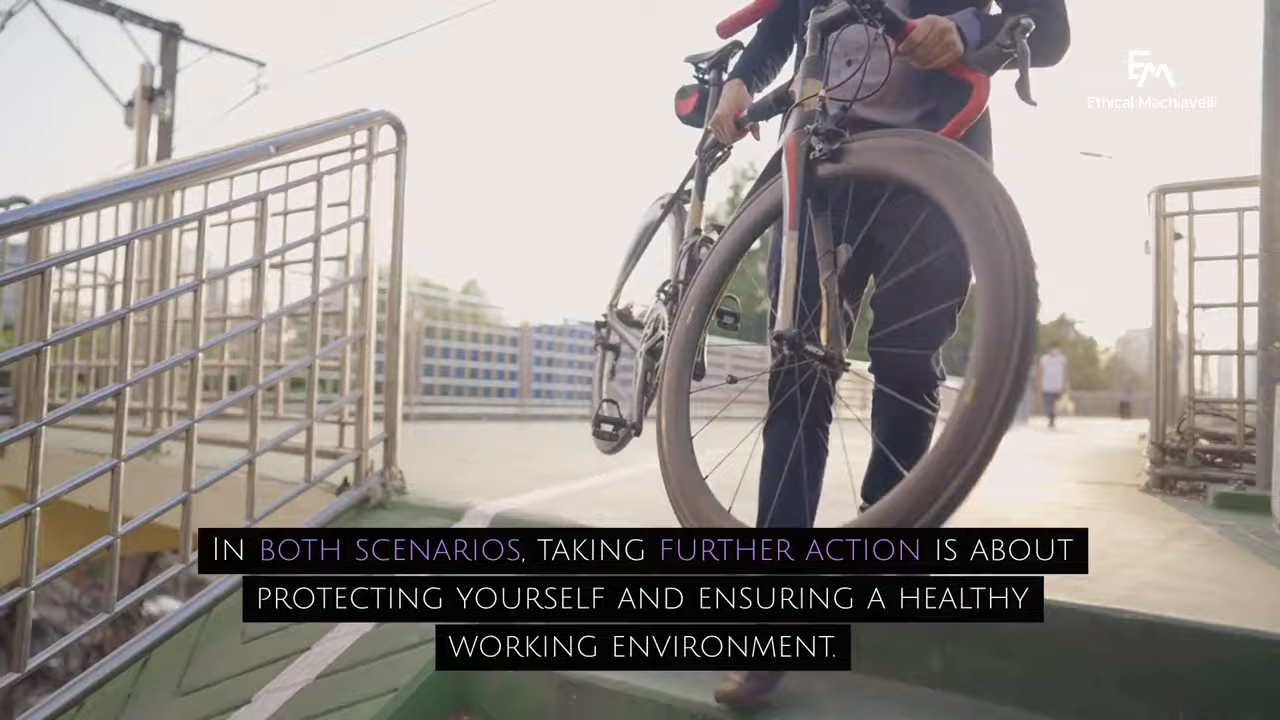 EM
Ethical Machiavelli
In both scenarios, taking further action is about
protecting yourself and ensuring a healthy
working environment.